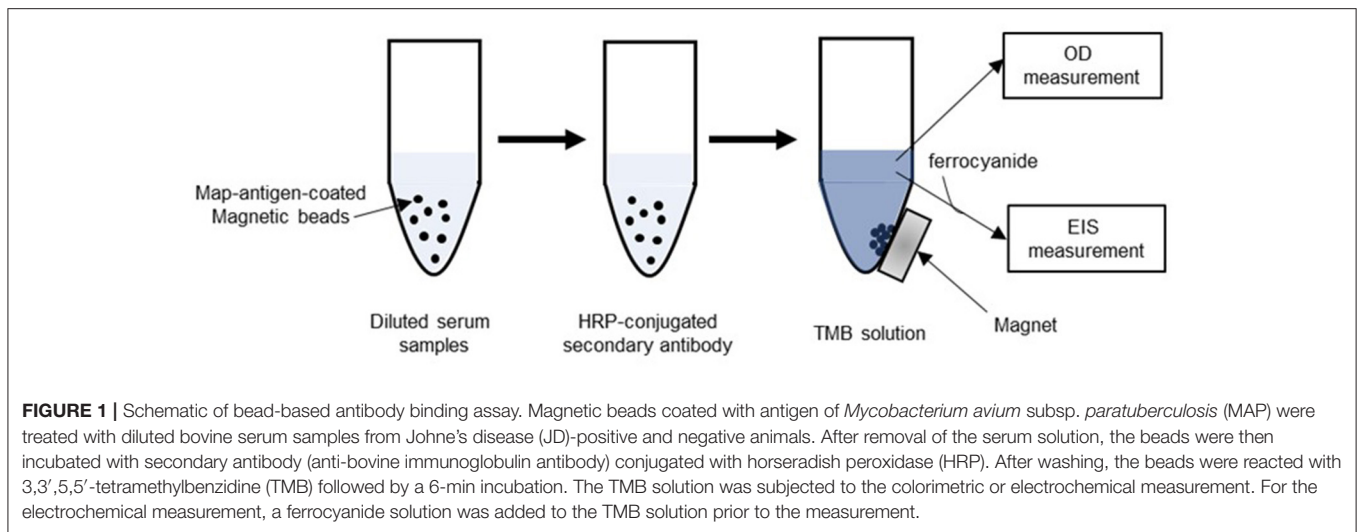 OD
measurement
ferrocyanide
Map-antigen-coated
Magnetic beads
EIS
measurement
Magnet
Diluted serum
samples
HRP-conjugated
secondary antibody
TMB solution
FIGURE 1 | Schematic of bead-based antibody binding assay. Magnetic beads coated with antigen of Mycobacterium avium subsp. paratuberculosis (MAP) were
treated with diluted bovine serum samples from Johne's disease (JD)-positive and negative animals. After removal of the serum solution, the beads were then
incubated with secondary antibody (anti-bovine immunoglobulin antibody) conjugated with horseradish peroxidase (HRP). After washing, the beads were reacted with
3,3′,5,5′-tetramethylbenzidine (TMB) followed by a 6-min incubation. The TMB solution was subjected to the colorimetric or electrochemical measurement. For the
electrochemical measurement, a ferrocyanide solution was added to the TMB solution prior to the measurement.